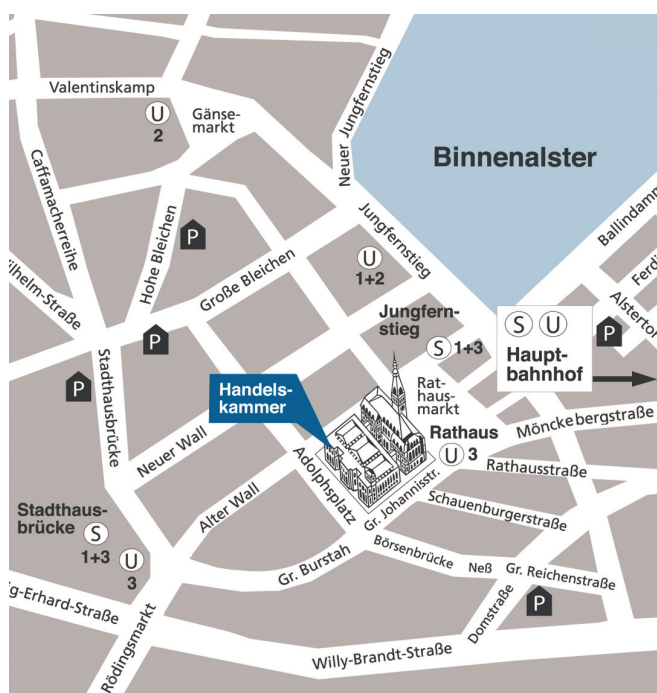 Valentinskamp
U
2
Gänse-
markt
Neuer Jungfernstieg
Binnenalster
Caffamacherreihe
Hohe Bleichen
P
Große Bleichen
Jungfernstieg
U
1+2
Ballindamm
Ferdi
Alstertor
P
ilhelm-Straße
P
P
Stadthausbrücke
Jungfern-
stieg
S 1+3
S U
Haupt-
bahnhof
Handels-
kammer
Rat-
haus-
markt
Rathaus
U 3
Mönckebergstraße
Rathausstraße
Neuer Wall
Alter Wall
Adolphsplatz
Gr. Johannisstr.
Schauenburgerstraße
Stadthaus-
brücke
S
1+3
U
3
Gr. Burstah
Börsenbrücke
Neß
Gr. Reichenstraße
P
Domstraße
ig-Erhard-Straße
Rödingsmarkt
Willy-Brandt-Straße